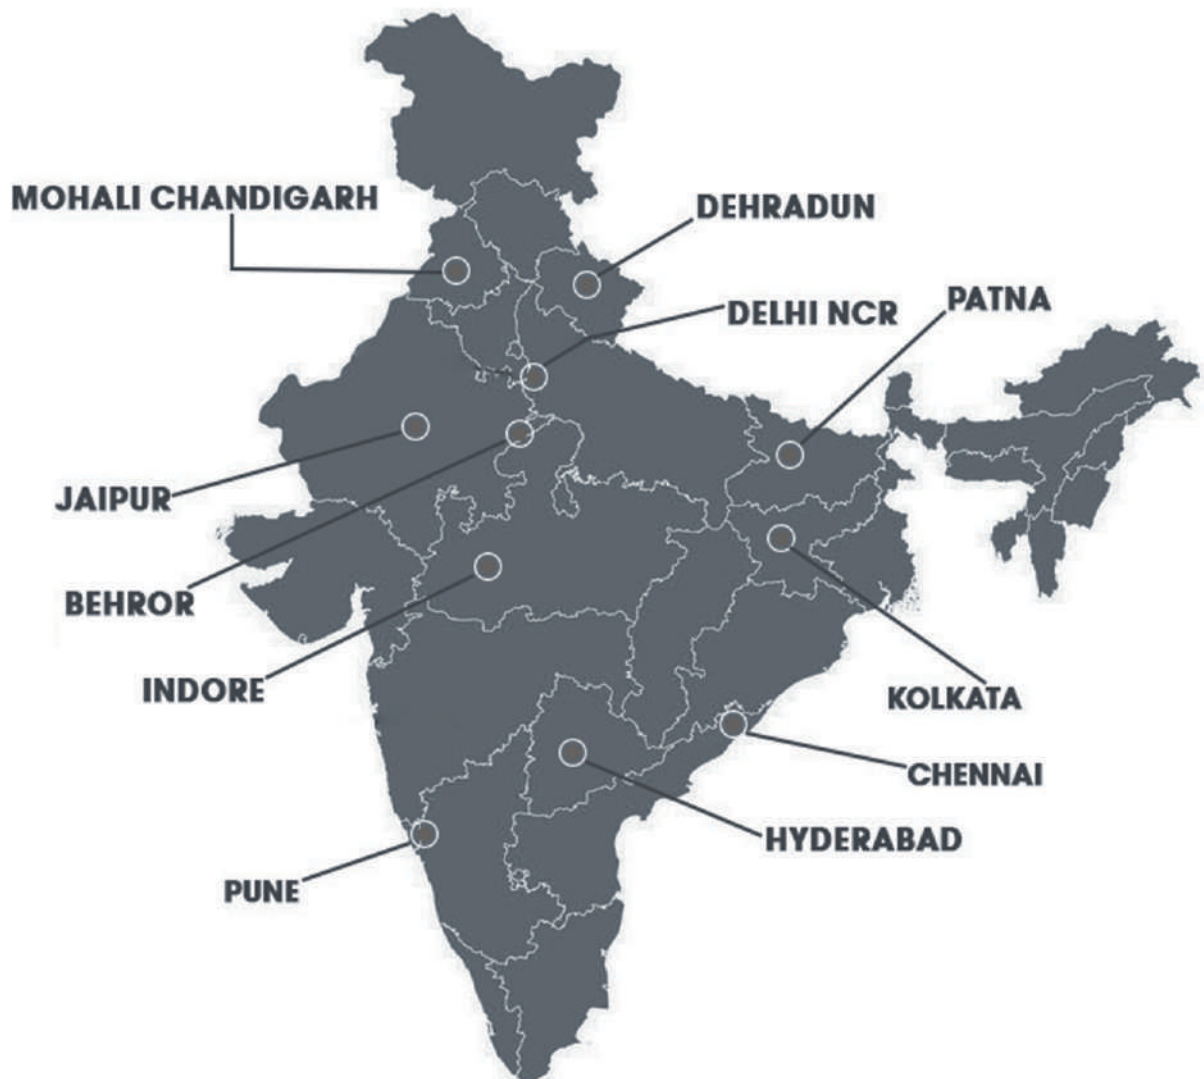 MOHALI CHANDIGARH
DEHRADUN
DELHI NCR
PATNA
JAIPUR
BEHROR
INDORE
KOLKATA
CHENNAI
HYDERABAD
PUNE